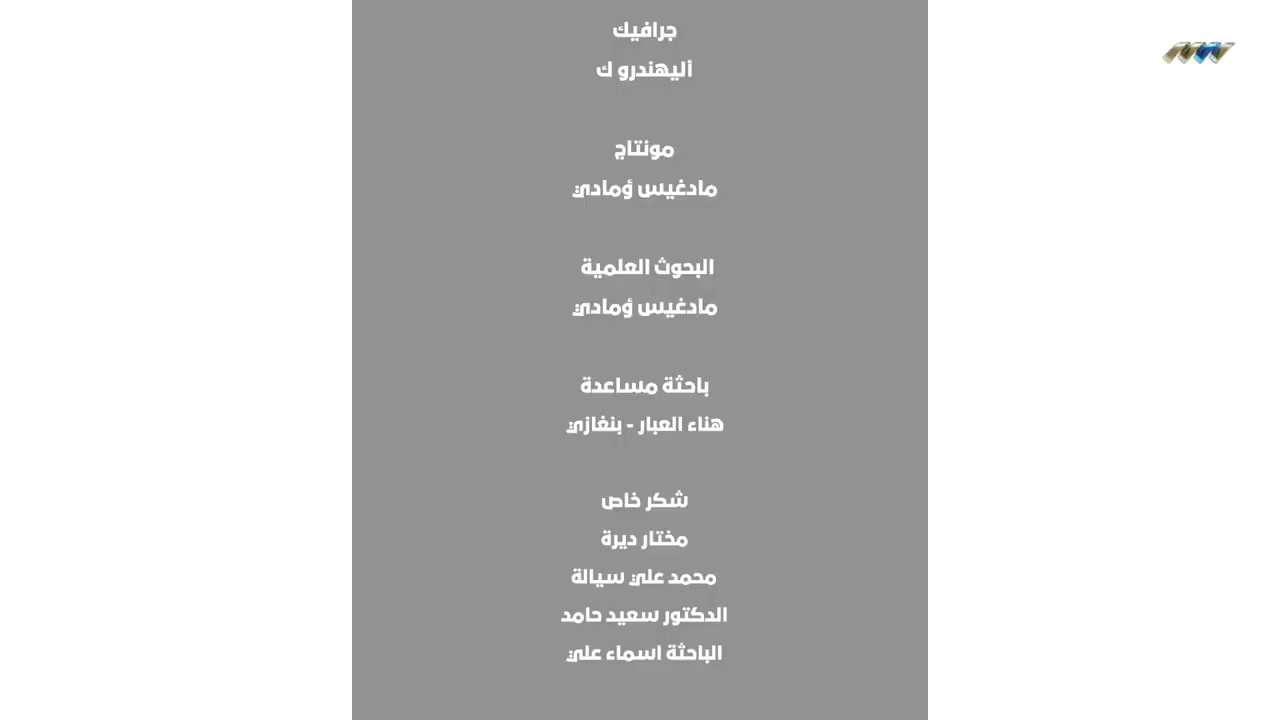 جرافيك
أليهندرو ك
مونتاج
مادغيس ؤمادي
البحوث العلمية
مادغيس ؤمادي
باحثة مساعدة
هناء العبار - بنغازي
شكر خاص
مختار ديرة
محمد علي سيالة
الدكتور سعيد حامد
الباحثة اسماء علي